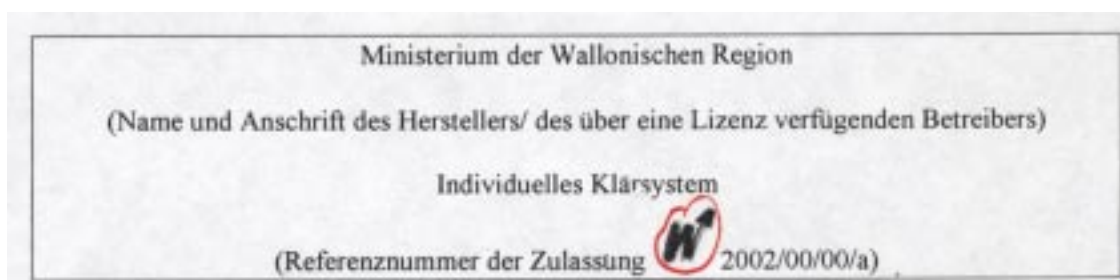 Ministerium der Wallonischen Region
(Name und Anschrift des Herstellers/ des über eine Lizenz verfügenden Betreibers)
Individuelles Klärsystem
(Referenznummer der Zulassung W 2002/00/00/a)